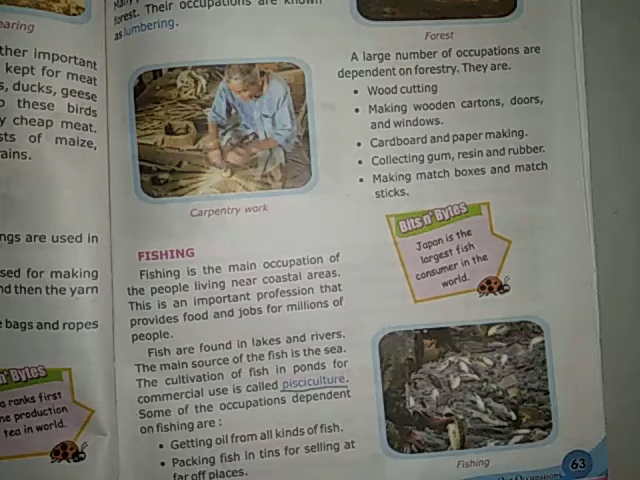 earing
ther important
kept for meat
s, ducks, geese
these birds
cheap meat.
sts of maize,
ains.
ngs are used in
sed for making
nd then the yarn
bags and ropes
n' Bytes
ranks first
ne production
tea in world.
forest. Their occupations are known
as lumbering.
Carpentry work
FISHING
Fishing is the main occupation of
the people living near coastal areas.
This is an important profession that
provides food and jobs for millions of
people.
Fish are found in lakes and rivers.
The main source of the fish is the sea.
The cultivation of fish in ponds for
commercial use is called pisciculture.
Some of the occupations dependent
on fishing are :
• Getting oil from all kinds of fish.
• Packing fish in tins for selling at
far off places.
Forest
A large number of occupations are
dependent on forestry. They are.
• Wood cutting
• Making wooden cartons, doors,
and windows.
• Cardboard and paper making.
• Collecting gum, resin and rubber.
• Making match boxes and match
sticks.
Bits n' Bytes
Japan is the
largest fish
consumer in the
world.
Fishing
Occupations
63